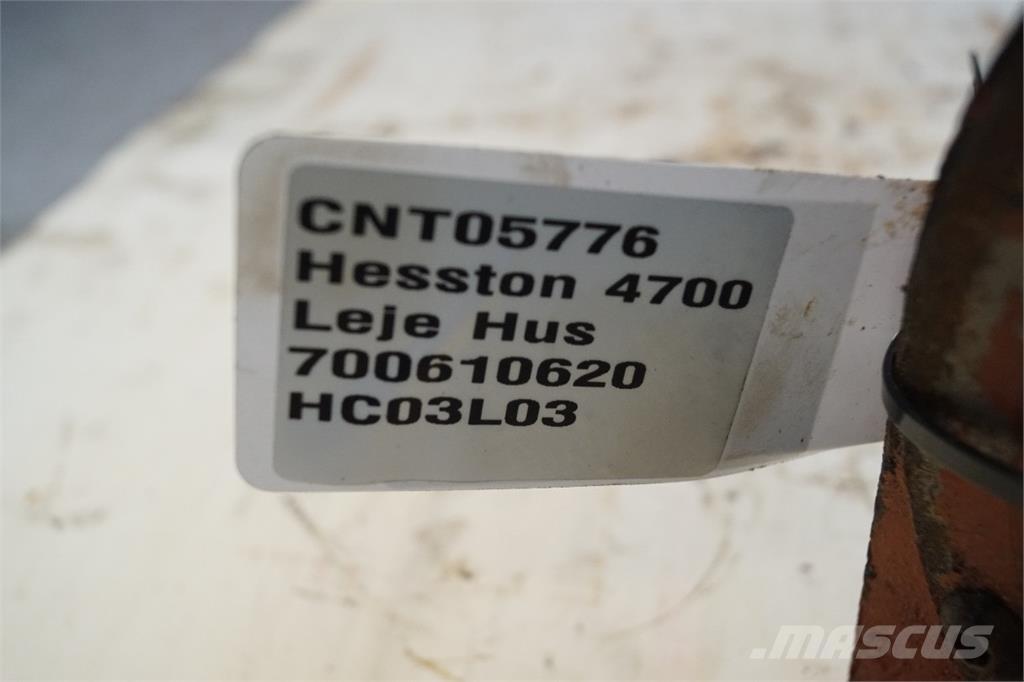 CNT05776
Hesston 4700
Leje Hus
700610620
HC03L03
.MASCUS